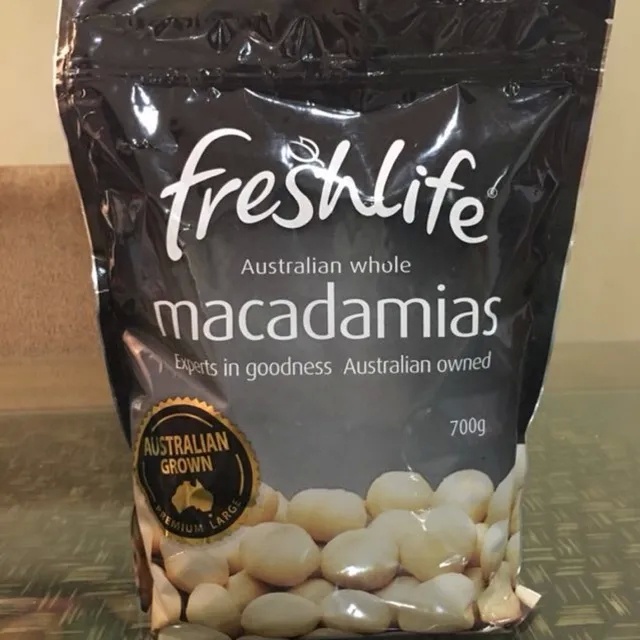 freshlife®
Australian whole
macadamias
Experts in goodness Australian owned
700g
AUSTRALIAN
GROWN
PREMIUM LARGE